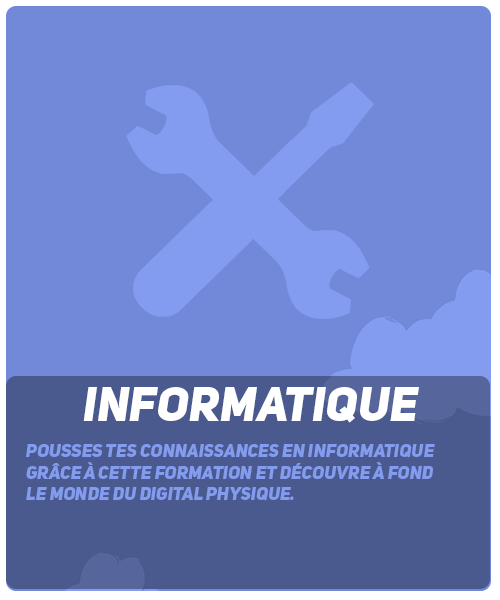 INFORMATIQUE
POUSSES TES CONNAISSANCES EN INFORMATIQUE
GRÂCE À CETTE FORMATION ET DÉCOUVRE À FOND
LE MONDE DU DIGITAL PHYSIQUE.